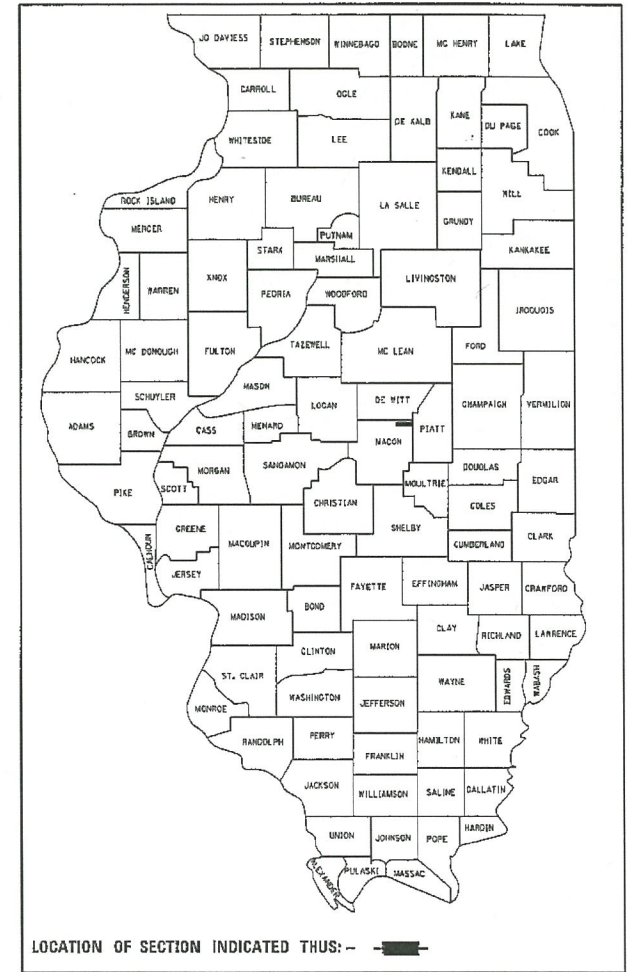 JO DAVIESS STEPHENSON WINNEBAGO BOONE MC HENRY LAKE
CARROLL OGLE DE KALB KANE DU PAGE COOK
WHITESIDE LEE
KENDALL
ROCK ISLAND HENRY BUREAU LA SALLE GRUNDY WILL
MERCER STARK PUTNAM MARSHALL KANKAKEE
HENDERSON WARREN KNOX PEORIA WOODFORD LIVINGSTON IROQUOIS
HANCOCK MC DONOUGH FULTON TAZEWELL MC LEAN FORD
MASON
SCHUYLER LOGAN DE WITT CHAMPAIGN VERMILION
ADAMS BROWN CASS MENARD MACON PIATT
MORGAN SANGAMON DOUGLAS EDGAR
PIKE SCOTT CHRISTIAN MOULTRIE COLES
CALHOUN GREENE MACOUPIN MONTGOMERY SHELBY CUMBERLAND CLARK
JERSEY FAYETTE EFFINGHAM JASPER CRAWFORD
MADISON BOND
CLINTON MARION CLAY RICHLAND LAWRENCE
ST. CLAIR WASHINGTON WAYNE EDWARDS WABASH
MONROE JEFFERSON
RANDOLPH PERRY FRANKLIN HAMILTON WHITE
JACKSON WILLIAMSON SALINE GALLATIN
UNION JOHNSON POPE HARDIN
ALEXANDER PULASKI MASSAC
LOCATION OF SECTION INDICATED THUS:-